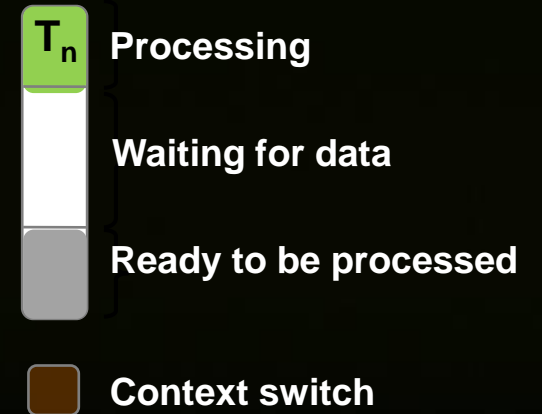 Tn
Processing
Waiting for data
Ready to be processed
Context switch